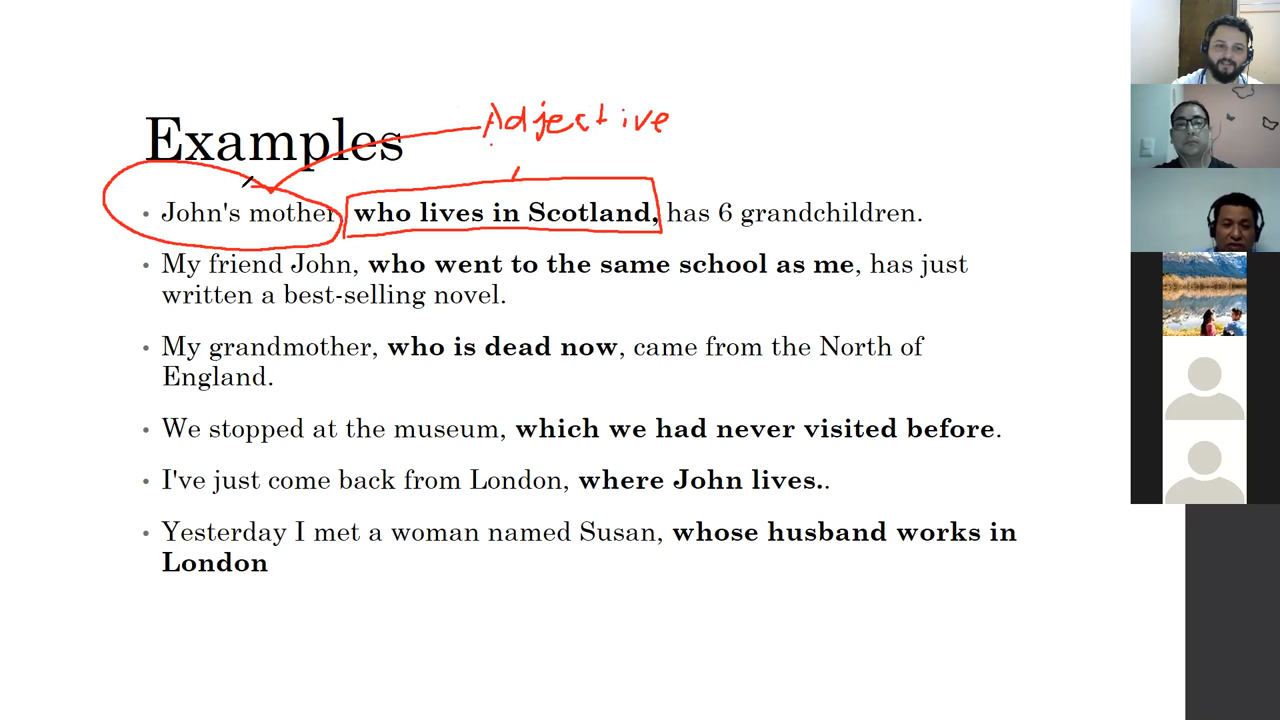 Adjective
Examples
• John's mother who lives in Scotland, has 6 grandchildren.
• My friend John, who went to the same school as me, has just
written a best-selling novel.
• My grandmother, who is dead now, came from the North of
England.
• We stopped at the museum, which we had never visited before.
• I've just come back from London, where John lives..
• Yesterday I met a woman named Susan, whose husband works in
London